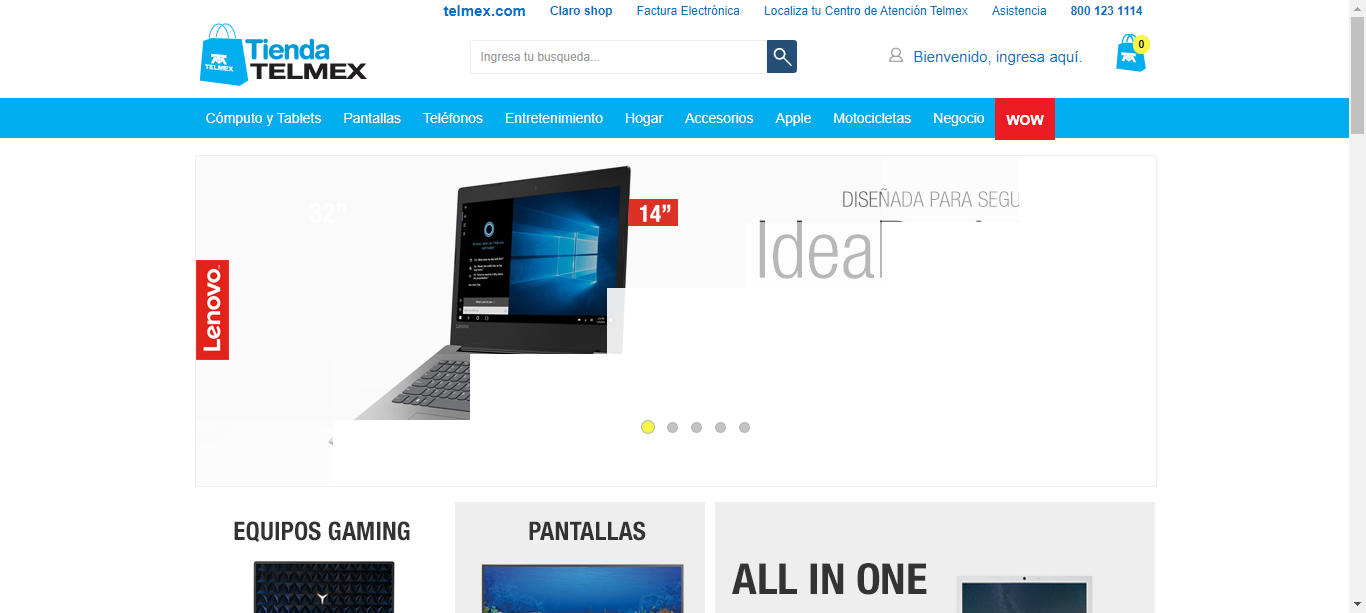 telmex.com Claro shop Factura Electrónica Localiza tu Centro de Atención Telmex Asistencia 800 123 1114
Tienda
TELMEX
TELMEX
Ingresa tu busqueda...
Bienvenido, ingresa aquí.
0
Cómputo y Tablets Pantallas Teléfonos Entretenimiento Hogar Accesorios Apple Motocicletas Negocio WOW
32”
14”
DISEÑADA PARA SEGU
Idea
Lenovo
EQUIPOS GAMING
PANTALLAS
ALL IN ONE